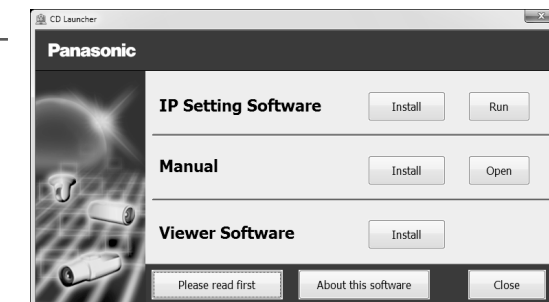 CD Launcher
Panasonic
IP Setting Software Install Run
Manual Install Open
Viewer Software Install
Please read first About this software Close